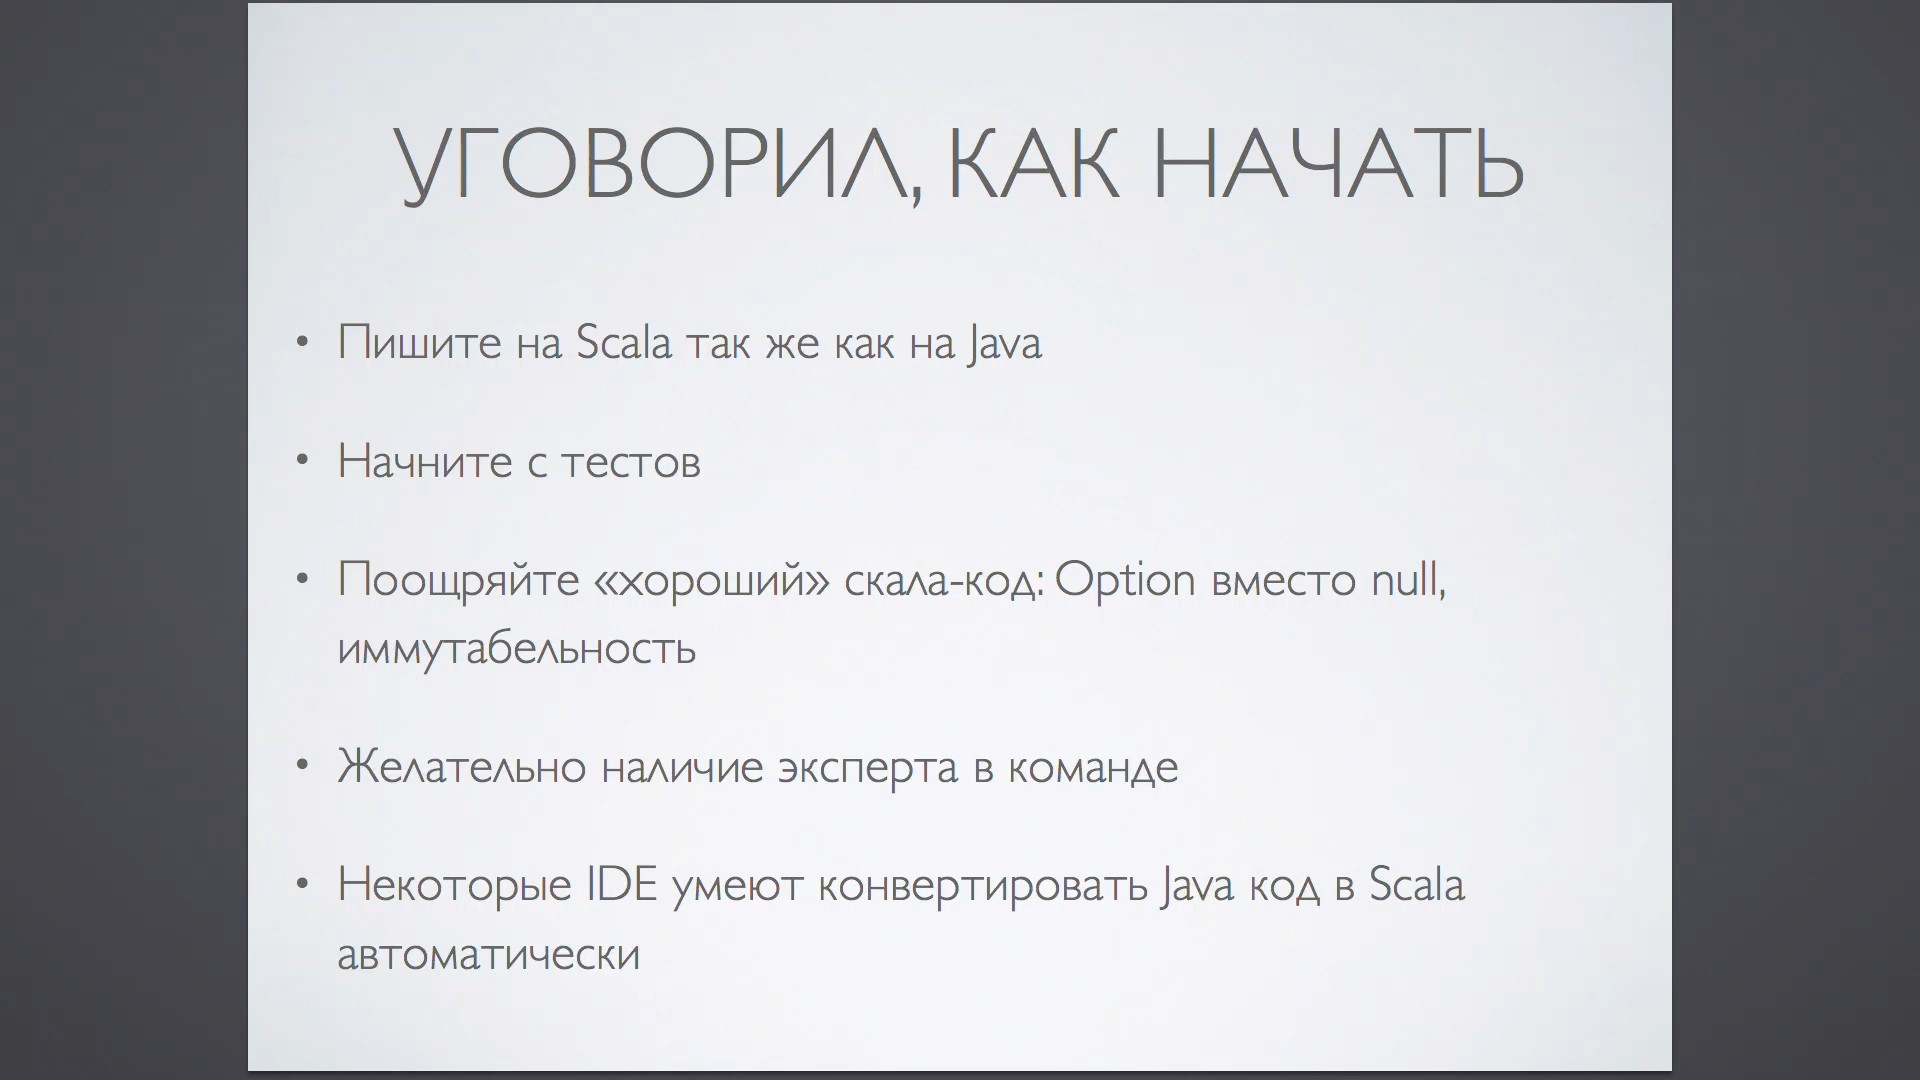 УГОВОРИЛ, КАК НАЧАТЬ
• Пишите на Scala так же как на Java
• Начните с тестов
• Поощряйте «хороший» скала-код: Option вместо null,
иммутабельность
• Желательно наличие эксперта в команде
• Некоторые IDE умеют конвертировать Java код в Scala
автоматически